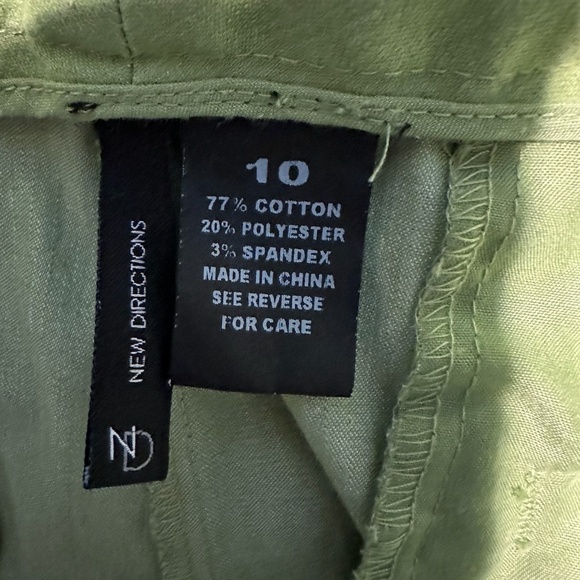 NEW DIRECTIONS
ND
10
77% COTTON
20% POLYESTER
3% SPANDEX
MADE IN CHINA
SEE REVERSE
FOR CARE